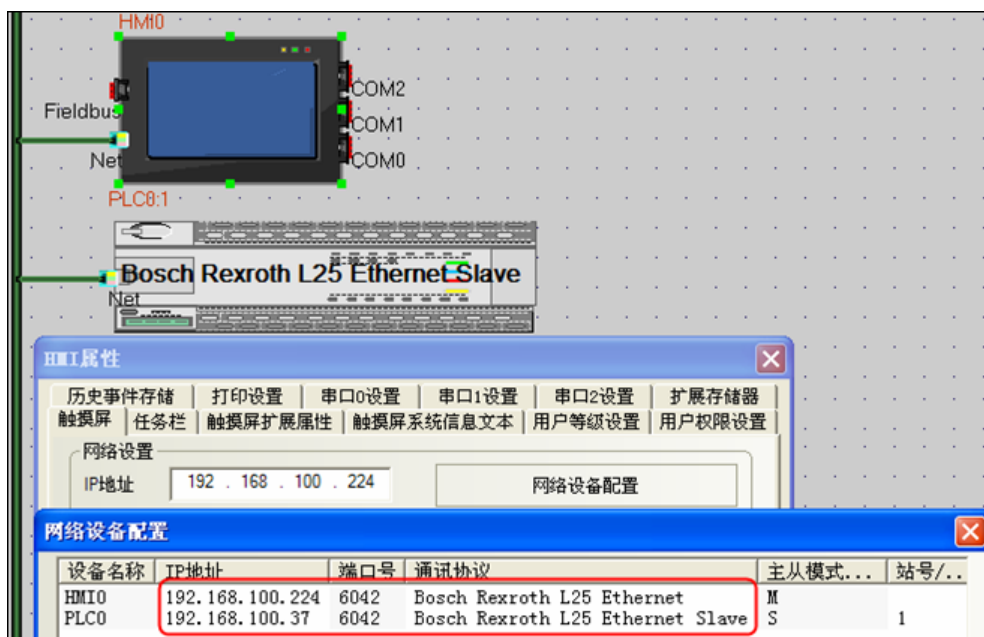 HMI0
COM2
Fieldbus
COM1
Net
COM0
PLC0:1
Bosch Rexroth L25 Ethernet Slave
Net
HMI属性
历史事件存储 打印设置 串口0设置 串口1设置 串口2设置 扩展存储器
触摸屏 任务栏 触摸屏扩展属性 触摸屏系统信息文本 用户等级设置 用户权限设置
网络设置
IP地址 192 . 168 . 100 . 224 网络设备配置
网络设备配置
设备名称 IP地址 端口号 通讯协议 主从模式... 站号/..
HMI0 192.168.100.224 6042 Bosch Rexroth L25 Ethernet M
PLC0 192.168.100.37 6042 Bosch Rexroth L25 Ethernet Slave S 1